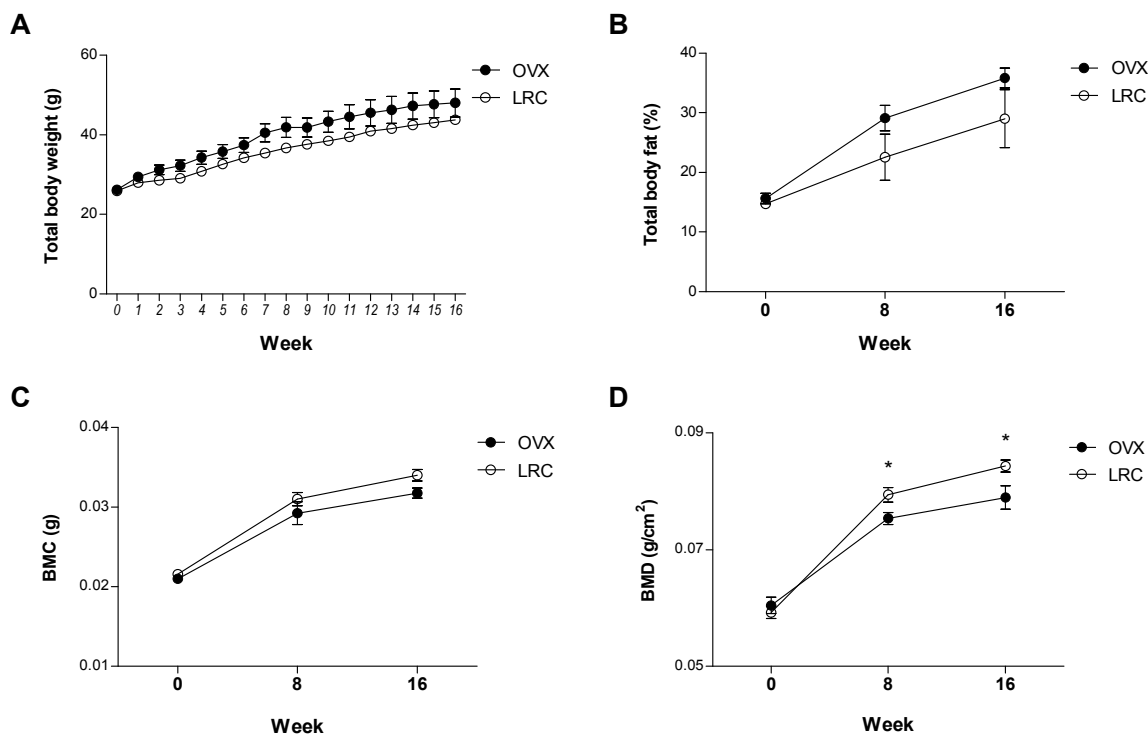 A
Total body weight (g)
60
40
20
0
0 1 2 3 4 5 6 7 8 9 10 11 12 13 14 15 16
Week
OVX
LRC
B
Total body fat (%)
40
30
20
10
0
0 8 16
Week
OVX
LRC
C
BMC (g)
0.04
0.03
0.02
0.01
0 8 16
Week
OVX
LRC
D
BMD (g/cm²)
0.09
0.07
0.05
* *
0 8 16
Week
OVX
LRC